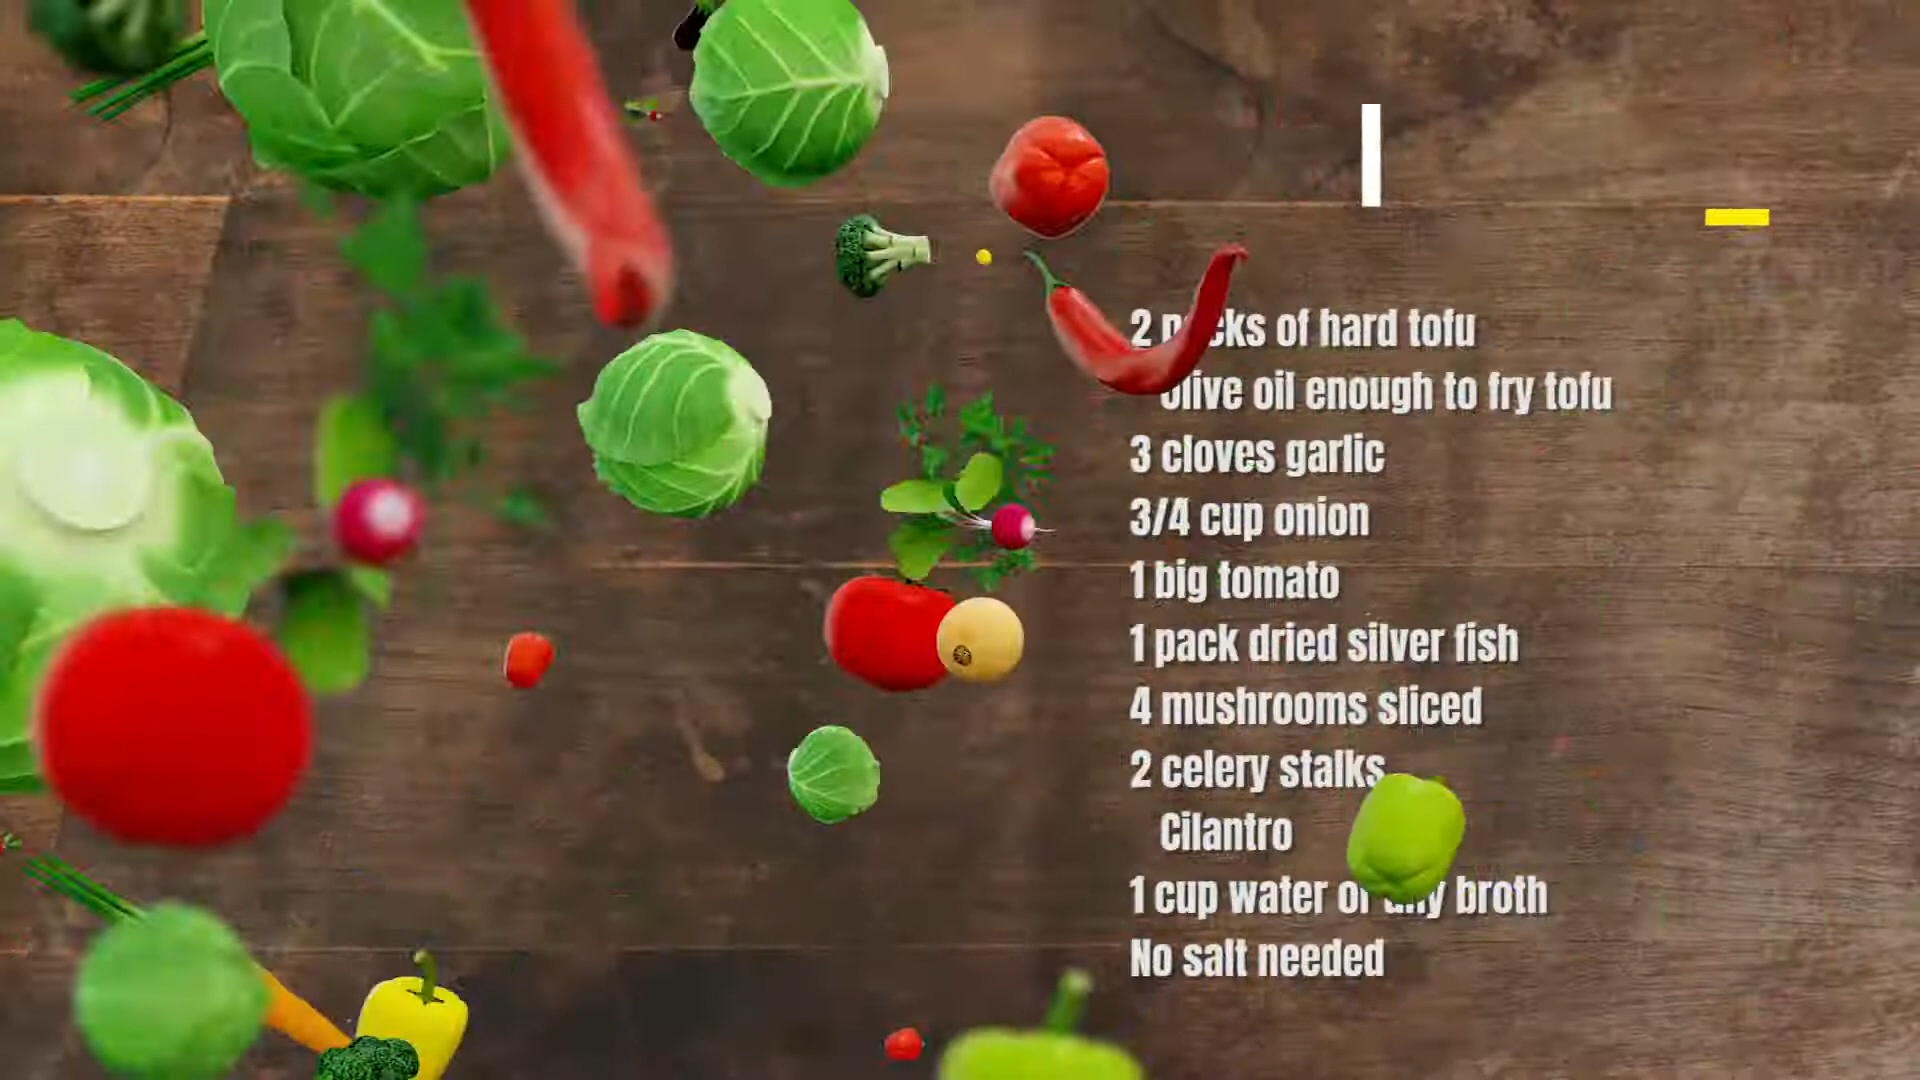 2 packs of hard tofu
olive oil enough to fry tofu
3 cloves garlic
3/4 cup onion
1 big tomato
1 pack dried silver fish
4 mushrooms sliced
2 celery stalks
Cilantro
1 cup water or any broth
No salt needed